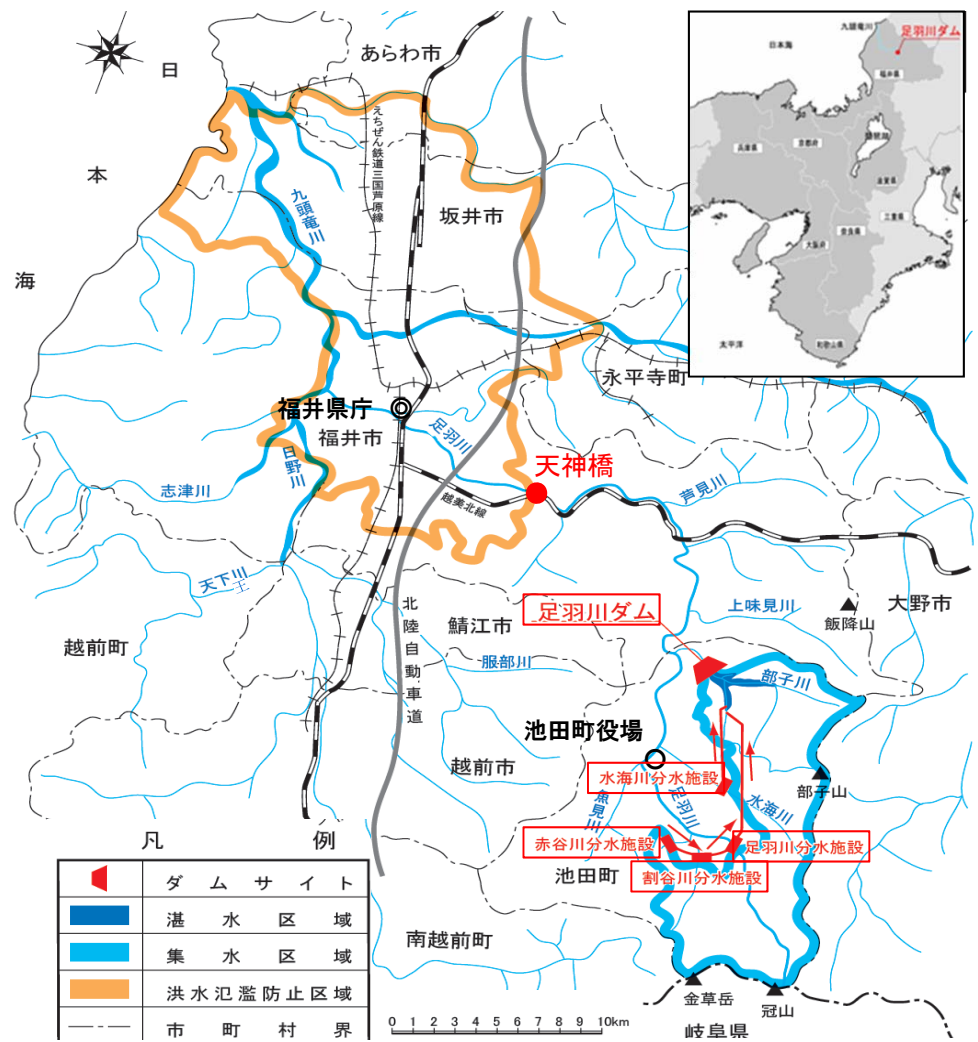 日
本
海
あらわ市
えちぜん鉄道三国芦原線
九頭竜川
坂井市
永平寺町
福井県庁
福井市
足羽川
日野川
天神橋
志津川
越美北線
芦見川
天下川
王
北陸自動車道
足羽川ダム
上味見川
飯降山
大野市
鯖江市
越前町
服部川
部子川
池田町役場
越前市
水海川分水施設
部子山
魚見川
足羽川
水海川
赤谷川分水施設
足羽川分水施設
割谷川分水施設
池田町
南越前町
金草岳
冠山
岐阜県
凡 例
ダムサイト
湛水区域
集水区域
洪水氾濫防止区域
市町村界
0 1 2 3 4 5 6 7 8 9 10km
九頭竜川
足羽川ダム
日本海
福井県
兵庫県
京都府
琵琶湖
滋賀県
三重県
大阪府
奈良県
和歌山県
太平洋